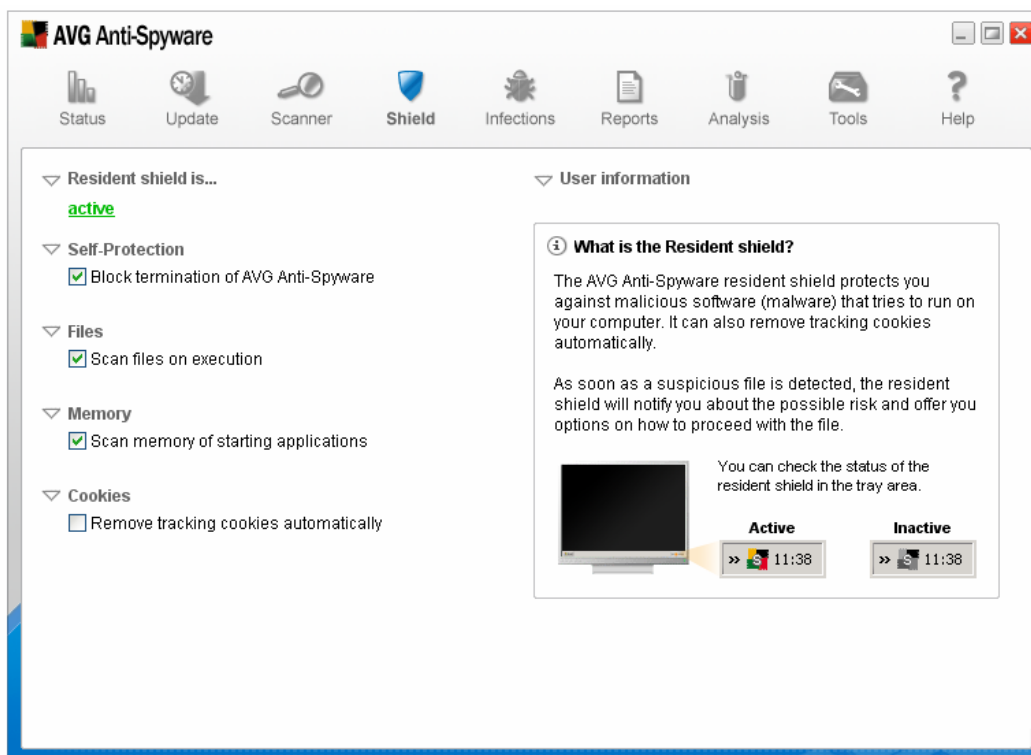 AVG Anti-Spyware
Status Update Scanner Shield Infections Reports Analysis Tools Help
Resident shield is...
active
Self-Protection
Block termination of AVG Anti-Spyware
Files
Scan files on execution
Memory
Scan memory of starting applications
Cookies
Remove tracking cookies automatically
User information
What is the Resident shield?
The AVG Anti-Spyware resident shield protects you
against malicious software (malware) that tries to run on
your computer. It can also remove tracking cookies
automatically.
As soon as a suspicious file is detected, the resident
shield will notify you about the possible risk and offer you
options on how to proceed with the file.
You can check the status of the
resident shield in the tray area.
Active Inactive
» S 11:38 » S 11:38